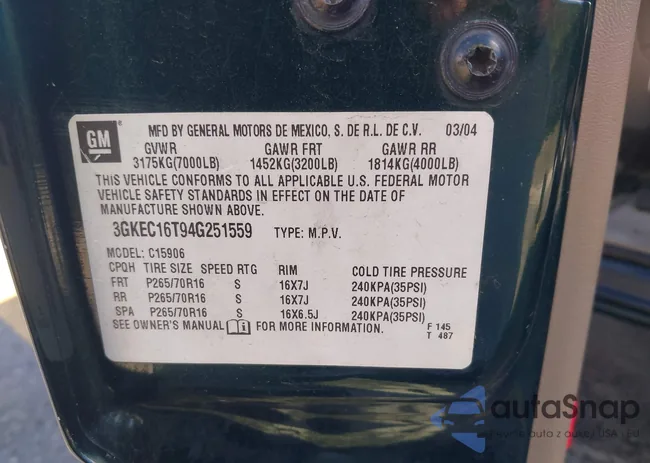 GM
MFD BY GENERAL MOTORS DE MEXICO, S. DE R.L. DE C.V. 03/04
GVWR GAWR FRT GAWR RR
3175KG(7000LB) 1452KG(3200LB) 1814KG(4000LB)
THIS VEHICLE CONFORMS TO ALL APPLICABLE U.S. FEDERAL MOTOR
VEHICLE SAFETY STANDARDS IN EFFECT ON THE DATE OF
MANUFACTURE SHOWN ABOVE.
3GKEC16T94G251559 TYPE: M.P.V.
MODEL: C15906
CPQH TIRE SIZE SPEED RTG RIM COLD TIRE PRESSURE
FRT P265/70R16 S 16X7J 240KPA(35PSI)
RR P265/70R16 S 16X7J 240KPA(35PSI)
SPA P265/70R16 S 16X6.5J 240KPA(35PSI)
SEE OWNER'S MANUAL i FOR MORE INFORMATION F 145
T 487
autaSnap
auta z aukcji USA